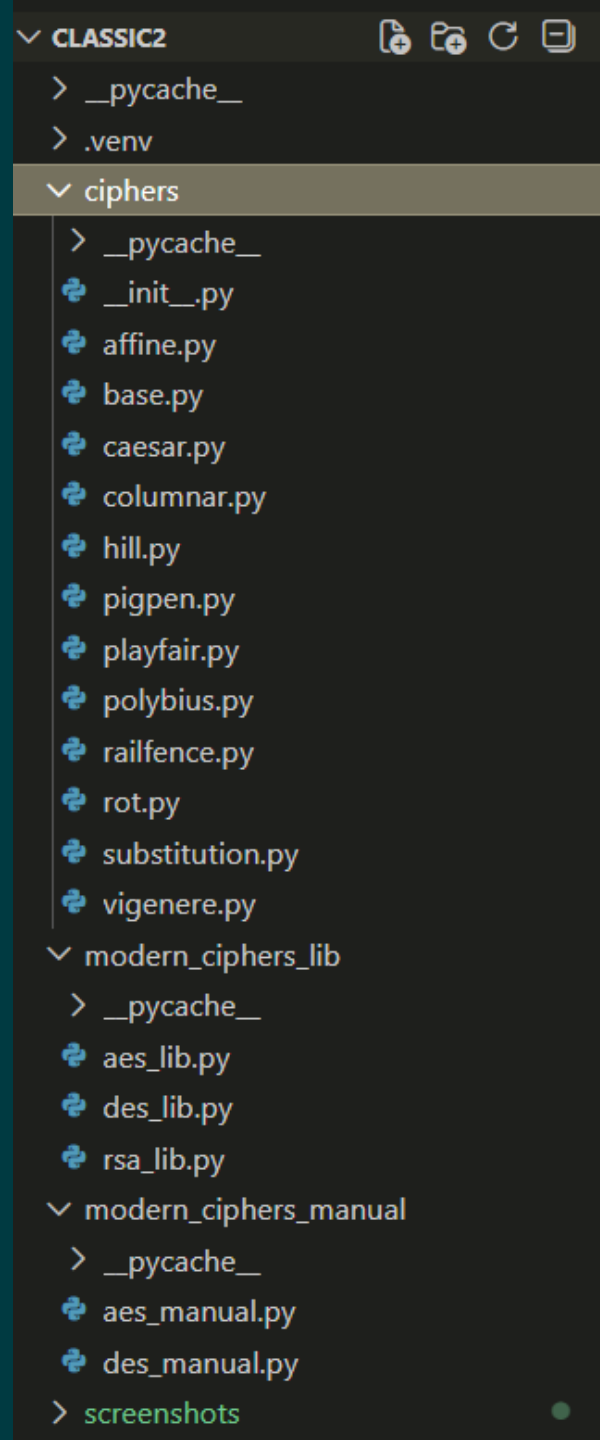 CLASSIC2
__pycache__
.venv
ciphers
__pycache__
__init__.py
affine.py
base.py
caesar.py
columnar.py
hill.py
pigpen.py
playfair.py
polybius.py
railfence.py
rot.py
substitution.py
vigenere.py
modern_ciphers_lib
__pycache__
aes_lib.py
des_lib.py
rsa_lib.py
modern_ciphers_manual
__pycache__
aes_manual.py
des_manual.py
screenshots